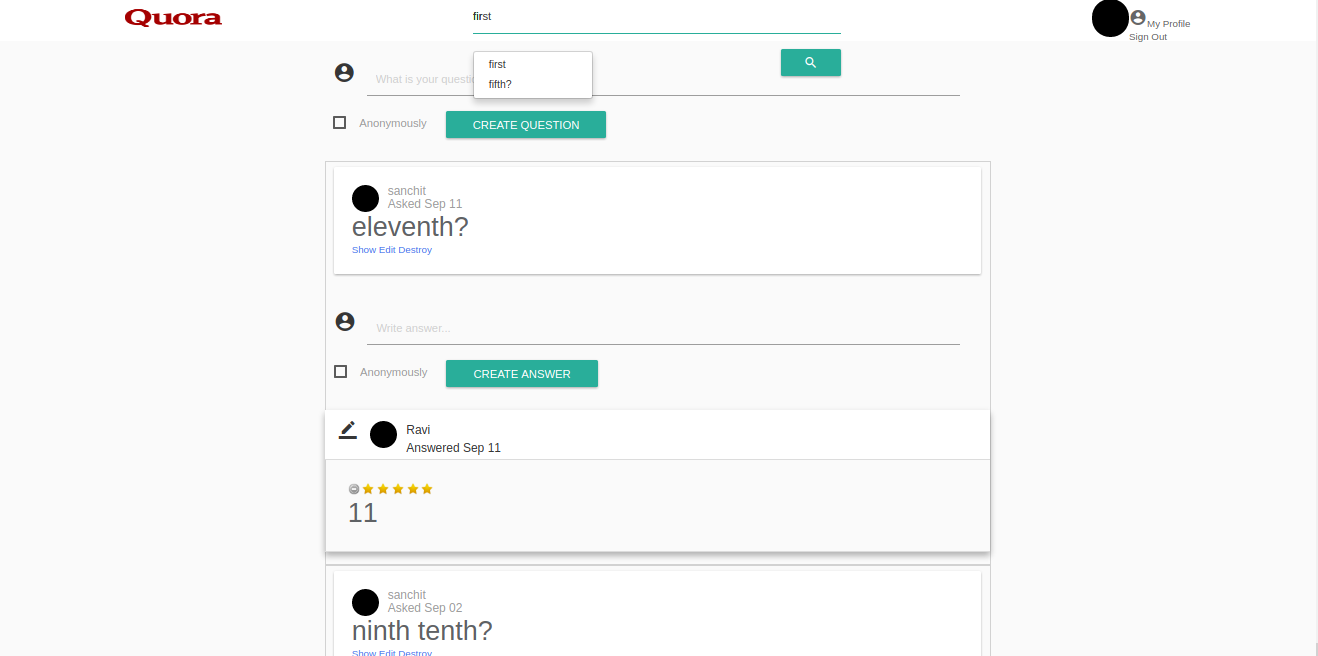 Quora
first
My Profile
Sign Out
first
fifth?
What is your questi
Anonymously
CREATE QUESTION
sanchit
Asked Sep 11
eleventh?
Show Edit Destroy
Write answer...
Anonymously
CREATE ANSWER
Ravi
Answered Sep 11
11
sanchit
Asked Sep 02
ninth tenth?
Show Edit Destroy